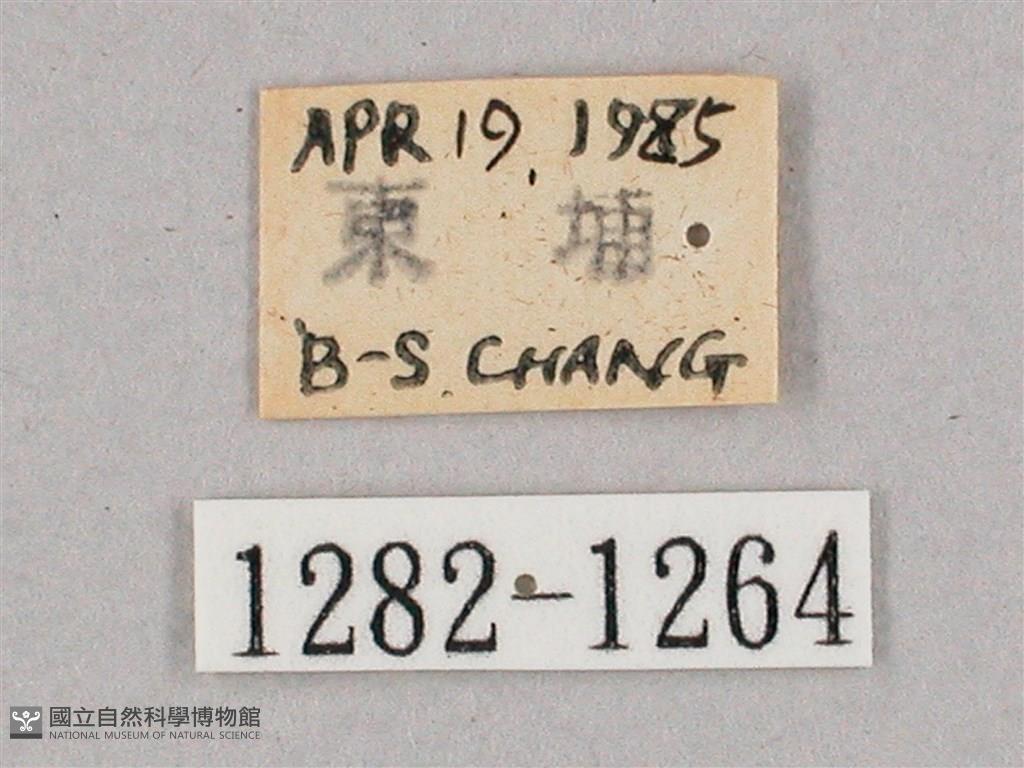 APR 19, 1985
東 埔
B-S. CHANG
1282-1264
國立自然科學博物館
NATIONAL MUSEUM OF NATURAL SCIENCE